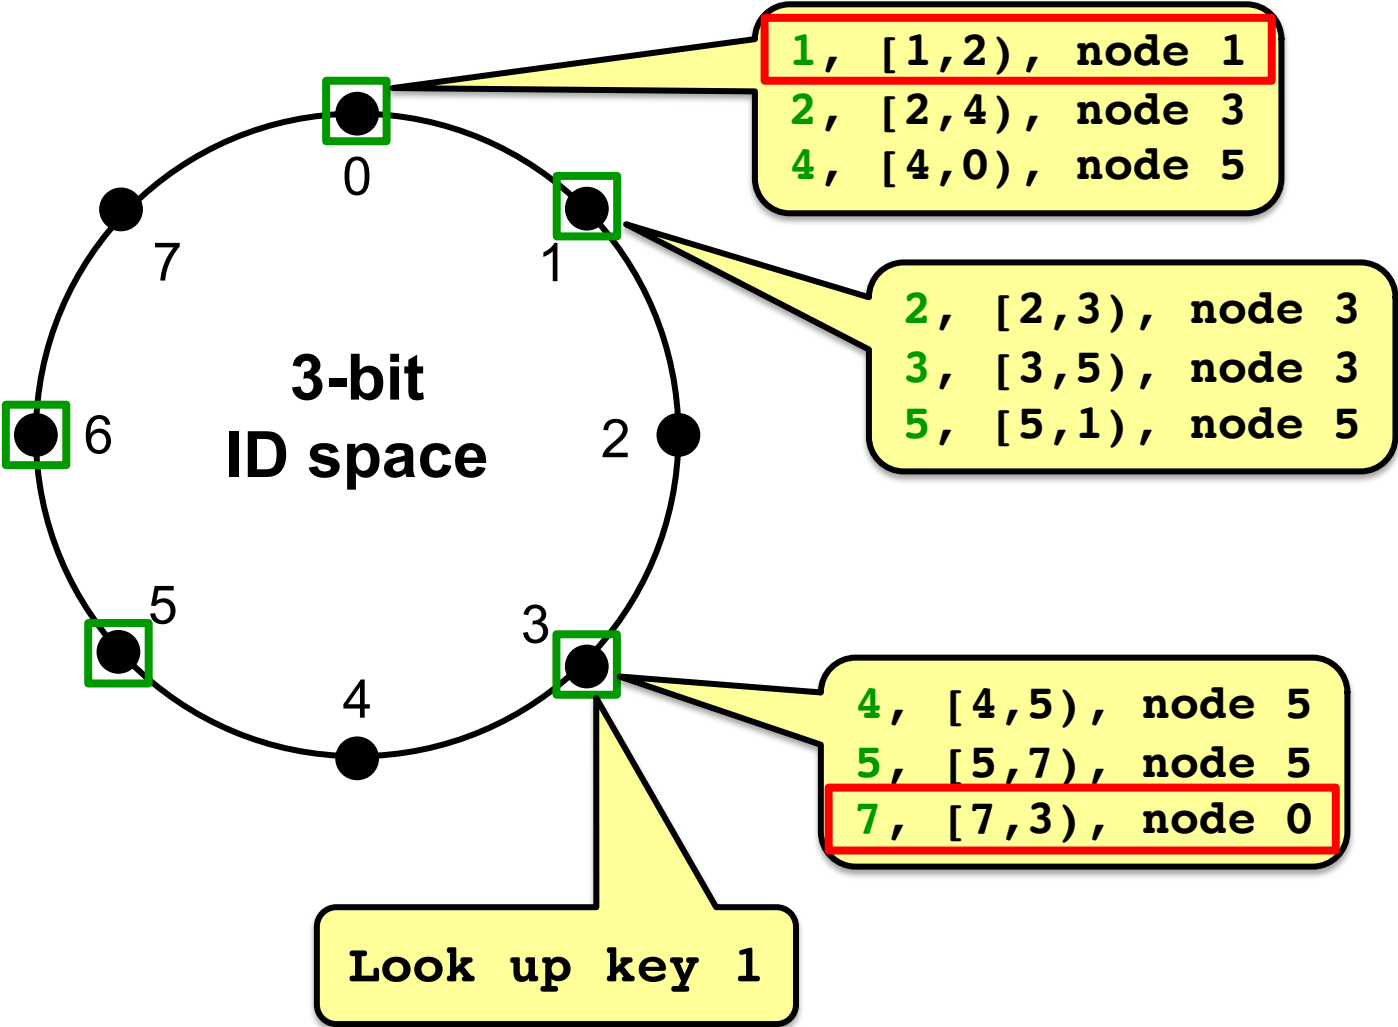 1, [1,2), node 1
2, [2,4), node 3
4, [4,0), node 5
0
7
1
2, [2,3), node 3
3, [3,5), node 3
5, [5,1), node 5
3-bit
ID space
6
2
5
3
4
4, [4,5), node 5
5, [5,7), node 5
7, [7,3), node 0
Look up key 1